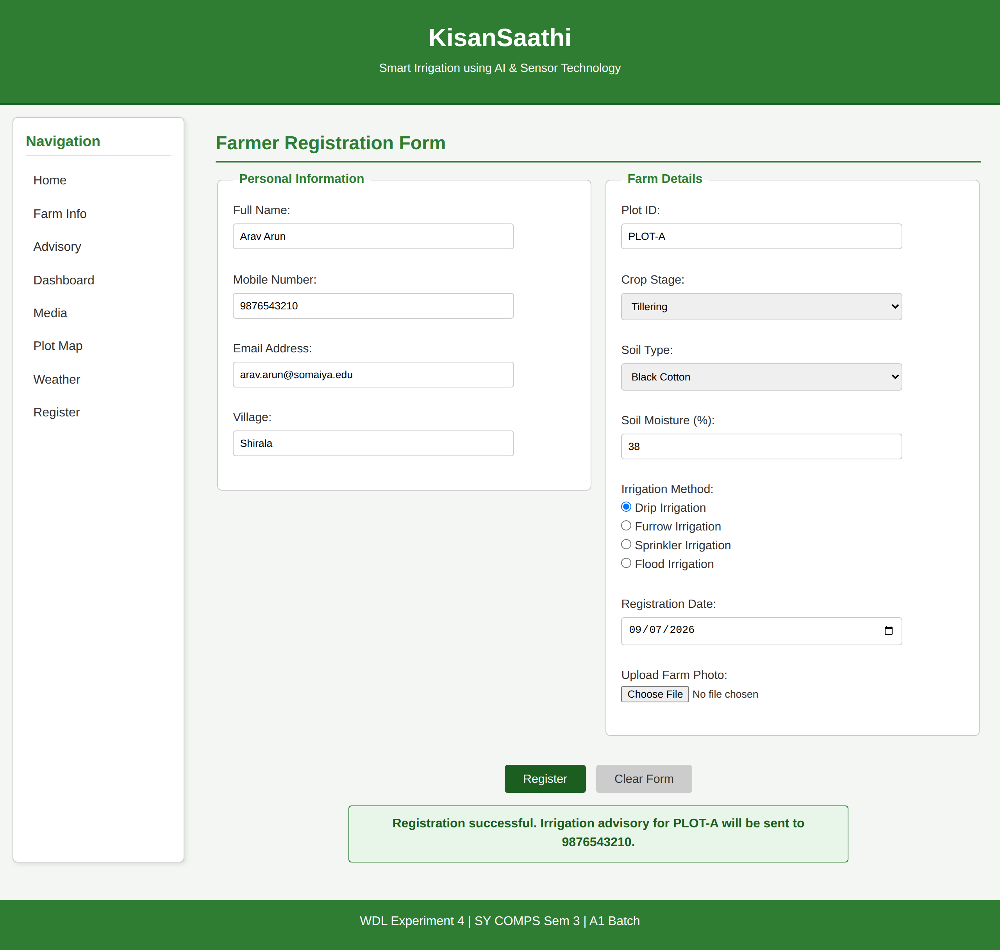 KisanSaathi
Smart Irrigation using AI & Sensor Technology
Navigation
Home
Farm Info
Advisory
Dashboard
Media
Plot Map
Weather
Register
Farmer Registration Form
Personal Information
Full Name:
Arav Arun
Mobile Number:
9876543210
Email Address:
arav.arun@somaiya.edu
Village:
Shirala
Farm Details
Plot ID:
PLOT-A
Crop Stage:
Tillering
Soil Type:
Black Cotton
Soil Moisture (%):
38
Irrigation Method:
Drip Irrigation
Furrow Irrigation
Sprinkler Irrigation
Flood Irrigation
Registration Date:
09/07/2026
Upload Farm Photo:
Choose File No file chosen
Register Clear Form
Registration successful. Irrigation advisory for PLOT-A will be sent to
9876543210.
WDL Experiment 4 | SY COMPS Sem 3 | A1 Batch